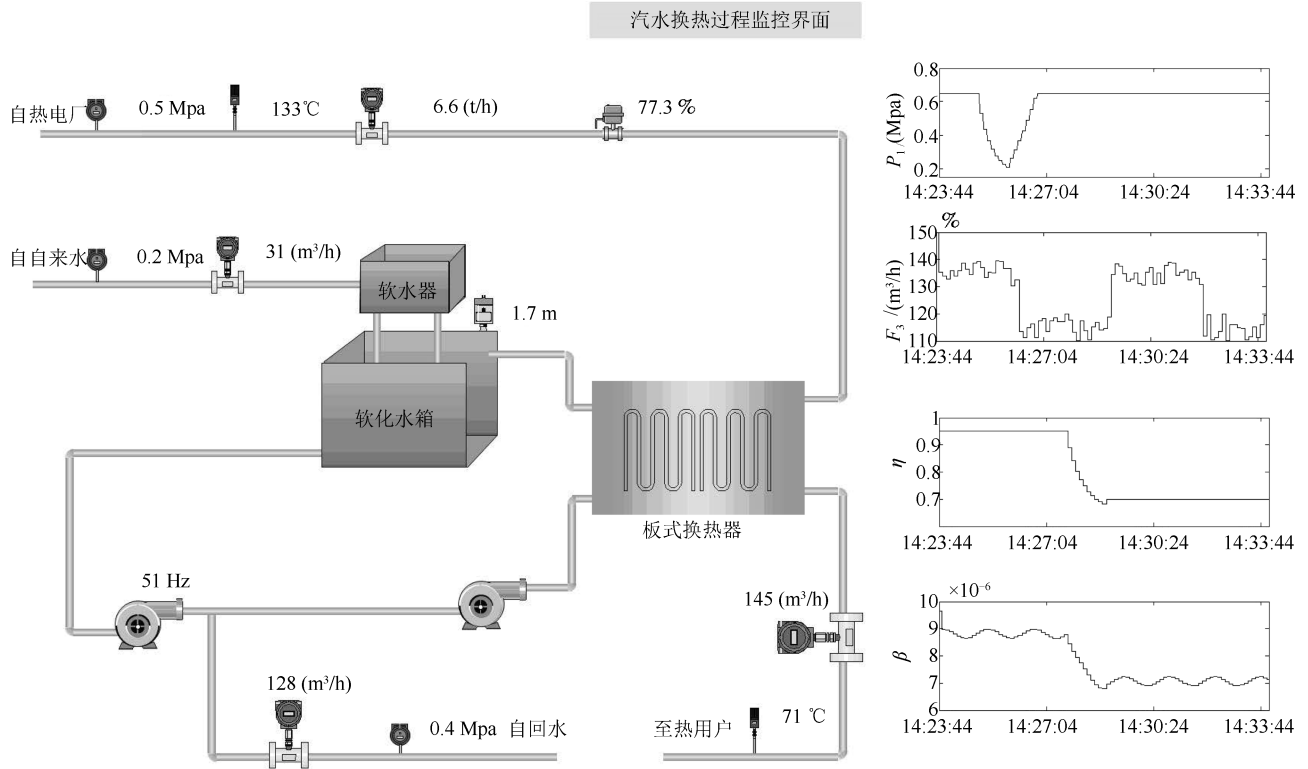 汽水换热过程监控界面
自热电厂
0.5 Mpa
133℃
6.6 (t/h)
77.3 %
自自来水
0.2 Mpa
31 (m³/h)
软水器
1.7 m
软化水箱
板式换热器
51 Hz
145 (m³/h)
128 (m³/h)
0.4 Mpa 自回水
至热用户
71 ℃
P₁/(Mpa)
0.8
0.6
0.4
0.2
14:23:44 14:27:04 14:30:24 14:33:44
%
F₃ /(m³/h)
150
140
130
120
110
14:23:44 14:27:04 14:30:24 14:33:44
η
1
0.9
0.8
0.7
14:23:44 14:27:04 14:30:24 14:33:44
×10⁻⁶
β
10
9
8
7
6
14:23:44 14:27:04 14:30:24 14:33:44